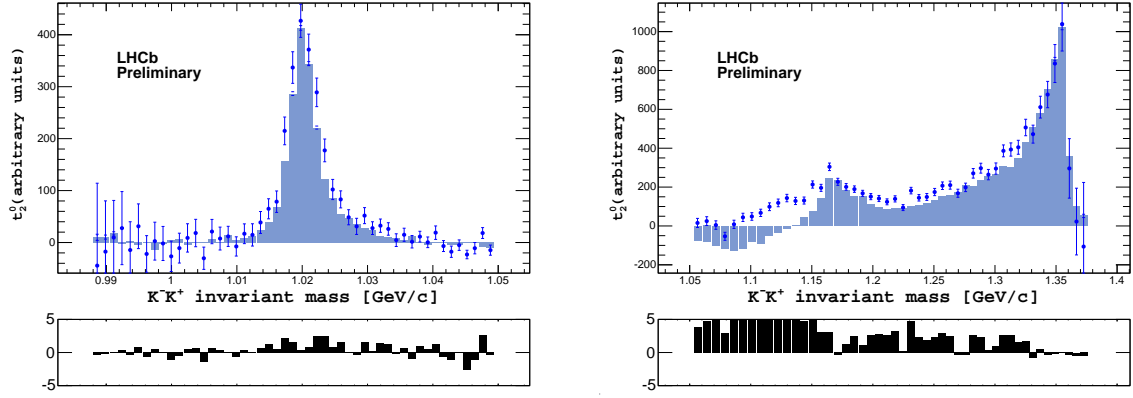 t⁰₂(arbitrary units)
400
300
200
100
0
LHCb
Preliminary
0.99 1 1.01 1.02 1.03 1.04 1.05
K⁻K⁺ invariant mass [GeV/c]
5
0
-5
t⁰₂(arbitrary units)
1000
800
600
400
200
0
-200
LHCb
Preliminary
1.05 1.1 1.15 1.2 1.25 1.3 1.35 1.4
K⁻K⁺ invariant mass [GeV/c]
5
0
-5